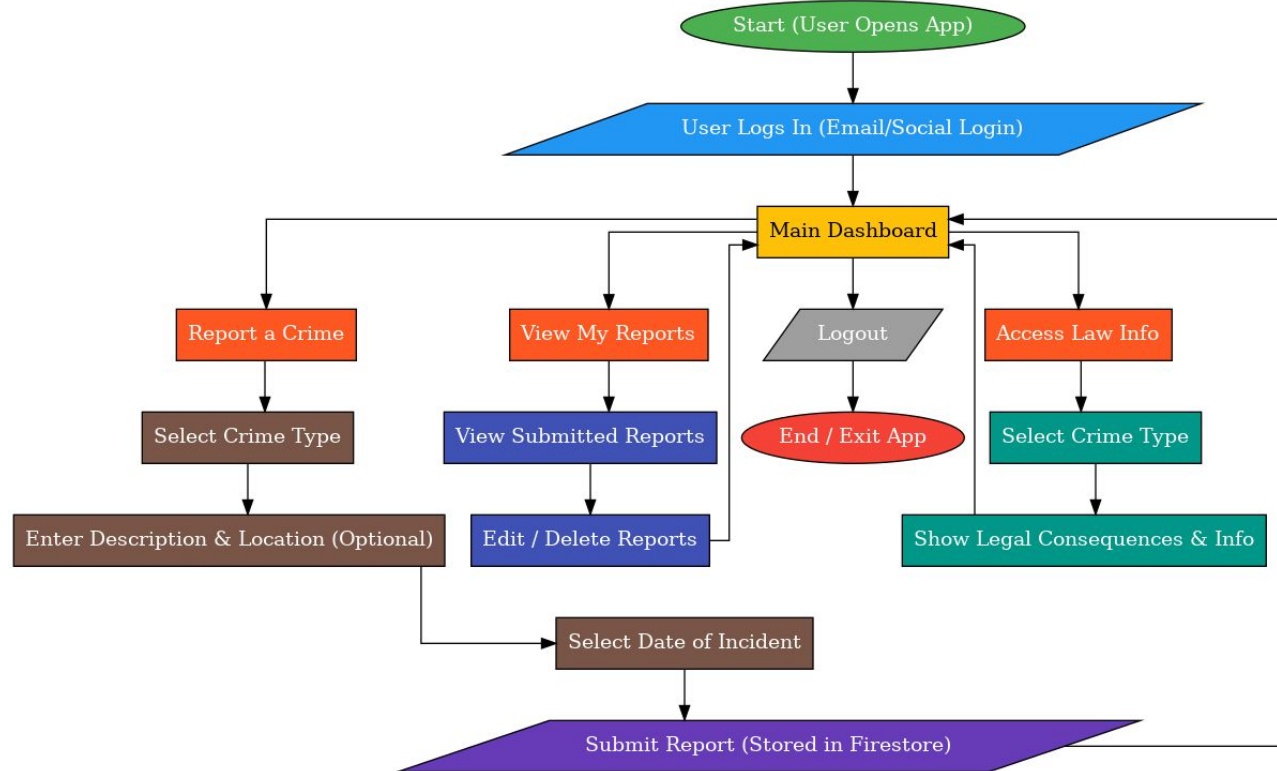 Start (User Opens App)
User Logs In (Email/Social Login)
Main Dashboard
Report a Crime
View My Reports
Logout
Access Law Info
Select Crime Type
View Submitted Reports
End / Exit App
Select Crime Type
Enter Description & Location (Optional)
Edit / Delete Reports
Show Legal Consequences & Info
Select Date of Incident
Submit Report (Stored in Firestore)